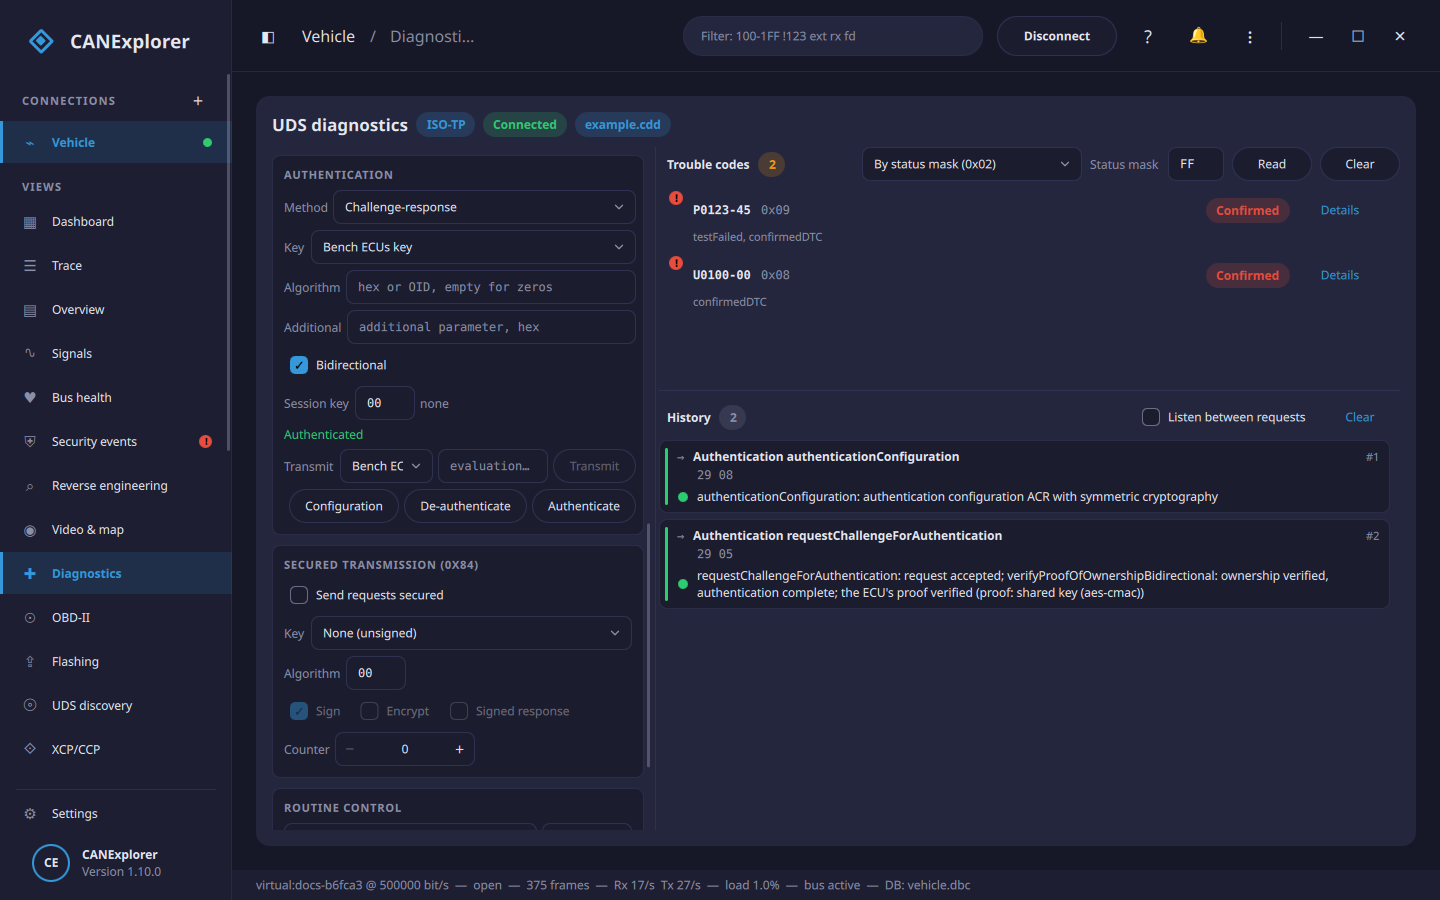 CANExplorer
Vehicle / Diagnosti...
Filter: 100-1FF !123 ext rx fd
Disconnect
?
CONNECTIONS +
Vehicle
VIEWS
Dashboard
Trace
Overview
Signals
Bus health
Security events !
Reverse engineering
Video & map
Diagnostics
OBD-II
Flashing
UDS discovery
XCP/CCP
Settings
CE
CANExplorer
Version 1.10.0
UDS diagnostics ISO-TP Connected example.cdd
AUTHENTICATION
Method Challenge-response
Key Bench ECUs key
Algorithm hex or OID, empty for zeros
Additional additional parameter, hex
Bidirectional
Session key 00 none
Authenticated
Transmit Bench EC evaluation… Transmit
Configuration De-authenticate Authenticate
SECURED TRANSMISSION (0X84)
Send requests secured
Key None (unsigned)
Algorithm 00
Sign Encrypt Signed response
Counter − 0 +
ROUTINE CONTROL
Trouble codes 2 By status mask (0x02) Status mask FF Read Clear
! P0123-45 0x09 Confirmed Details
testFailed, confirmedDTC
! U0100-00 0x08 Confirmed Details
confirmedDTC
History 2 Listen between requests Clear
→ Authentication authenticationConfiguration #1
29 08
authenticationConfiguration: authentication configuration ACR with symmetric cryptography
→ Authentication requestChallengeForAuthentication #2
29 05
requestChallengeForAuthentication: request accepted; verifyProofOfOwnershipBidirectional: ownership verified,
authentication complete; the ECU's proof verified (proof: shared key (aes-cmac))
virtual:docs-b6fca3 @ 500000 bit/s — open — 375 frames — Rx 17/s Tx 27/s — load 1.0% — bus active — DB: vehicle.dbc